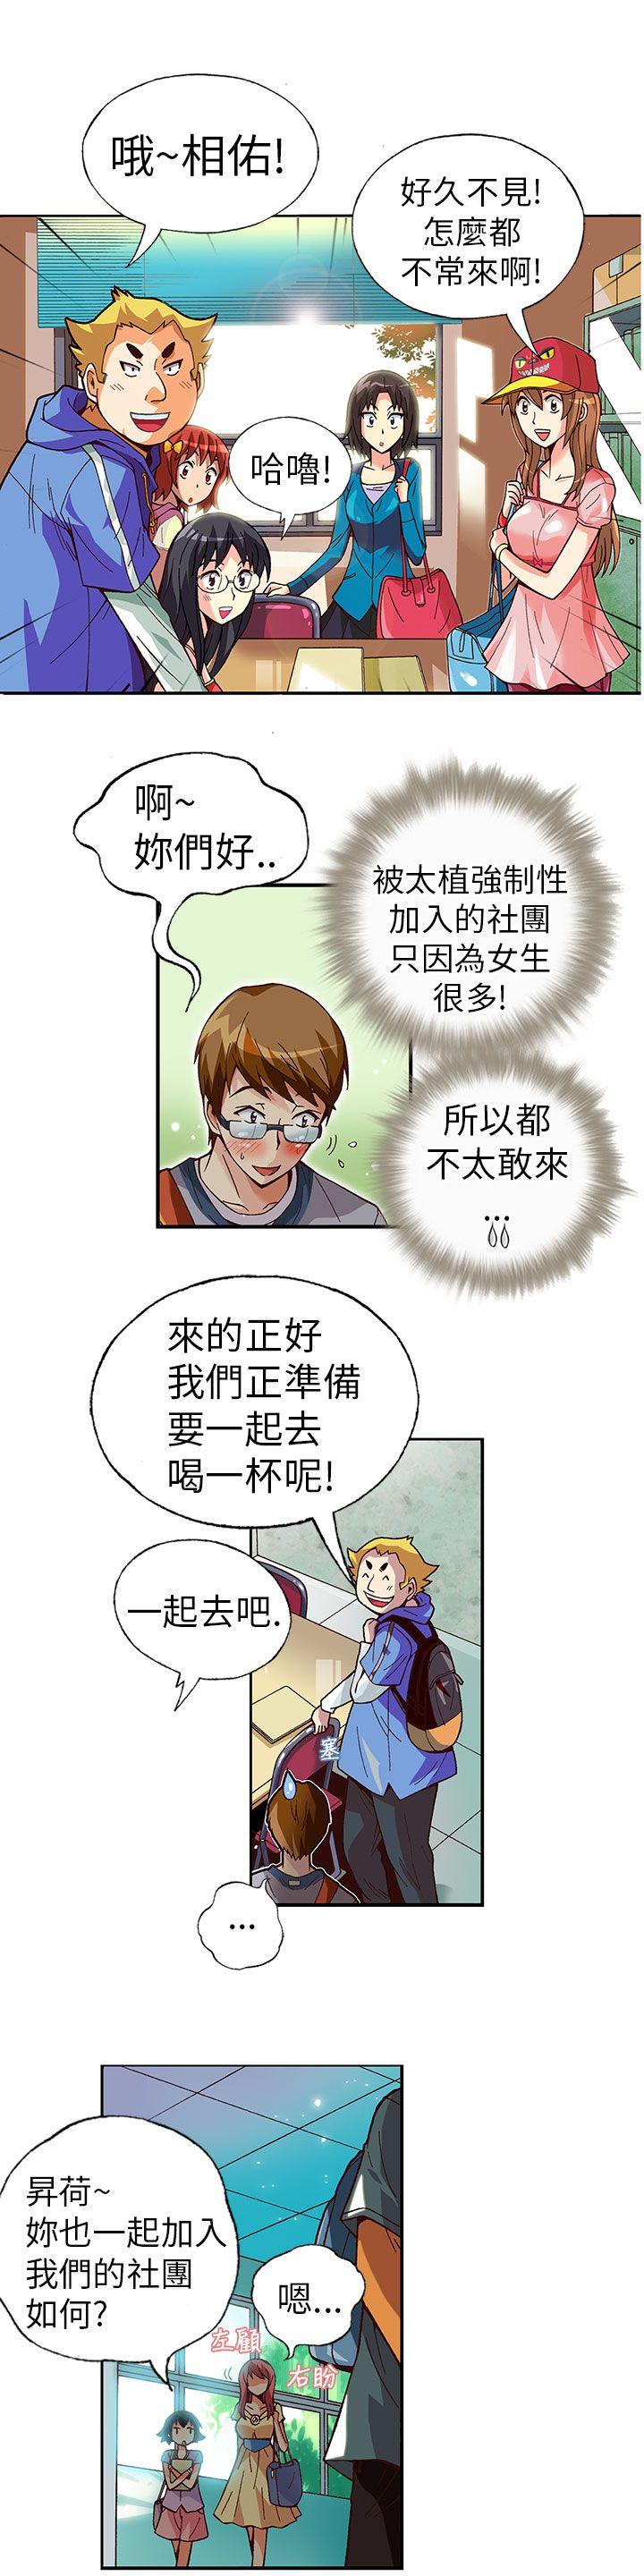 哦~相佑!
好久不見!
怎麼都
不常來啊!
哈嚕!
啊~
妳們好..
被太植強制性
加入的社團
只因為女生
很多!
所以都
不太敢來
...
來的正好
我們正準備
要一起去
喝一杯呢!
一起去吧.
塞
...
昇荷~
妳也一起加入
我們的社團
如何?
嗯...
左顧
右盼